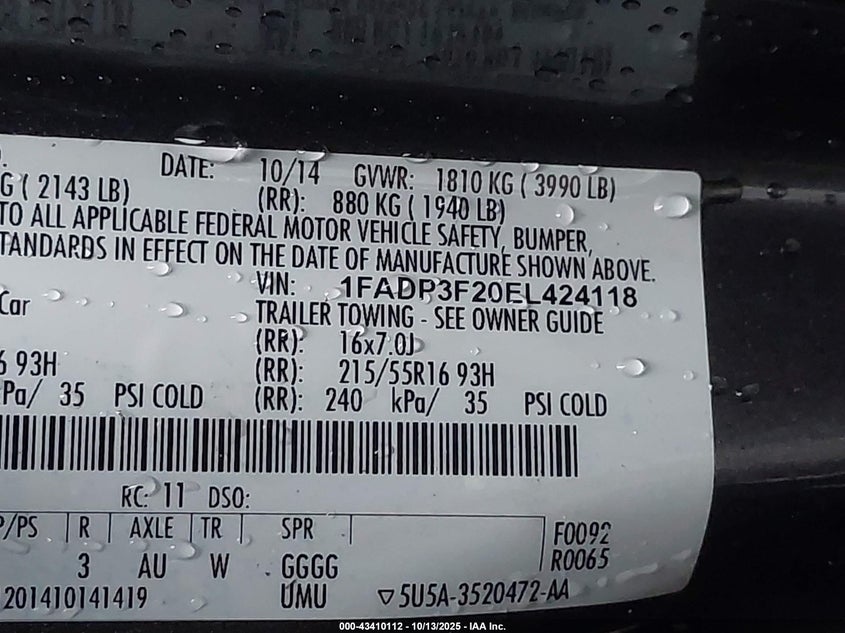 DATE: 10/14 GVWR: 1810 KG ( 3990 LB)
G ( 2143 LB) (RR): 880 KG ( 1940 LB)
TO ALL APPLICABLE FEDERAL MOTOR VEHICLE SAFETY, BUMPER,
TANDARDS IN EFFECT ON THE DATE OF MANUFACTURE SHOWN ABOVE.
VIN: 1FADP3F20EL424118
Car TRAILER TOWING - SEE OWNER GUIDE
(RR): 16x7.0J
6 93H (RR): 215/55R16 93H
Pa/ 35 PSI COLD (RR): 240 kPa/ 35 PSI COLD
RC: 11 DSO:
P/PS R AXLE TR SPR F0092
3 AU W GGGG R0065
201410141419 UMU ▽5U5A-3520472-AA
000-43410112 - 10/13/2025 - IAA Inc.